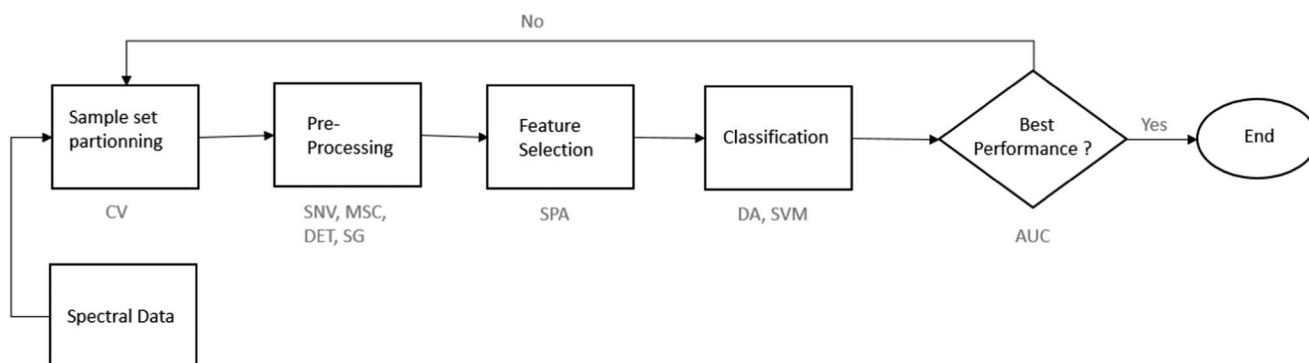 No
Sample set
partionning
Pre-
Processing
Feature
Selection
Classification
Best
Performance ?
Yes
End
CV
SNV, MSC,
DET, SG
SPA
DA, SVM
AUC
Spectral Data